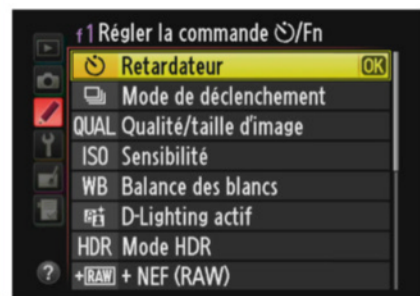 f1 Régler la commande /Fn
Retardateur OK
Mode de déclenchement
QUAL Qualité/taille d'image
ISO Sensibilité
WB Balance des blancs
D-Lighting actif
HDR Mode HDR
+RAW + NEF (RAW)
?